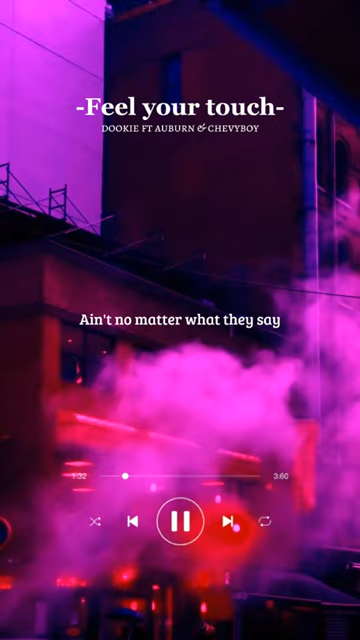 -Feel your touch-
DOOKIE FT AUBURN & CHEVYBOY
Ain't no matter what they say
1:32 3:60